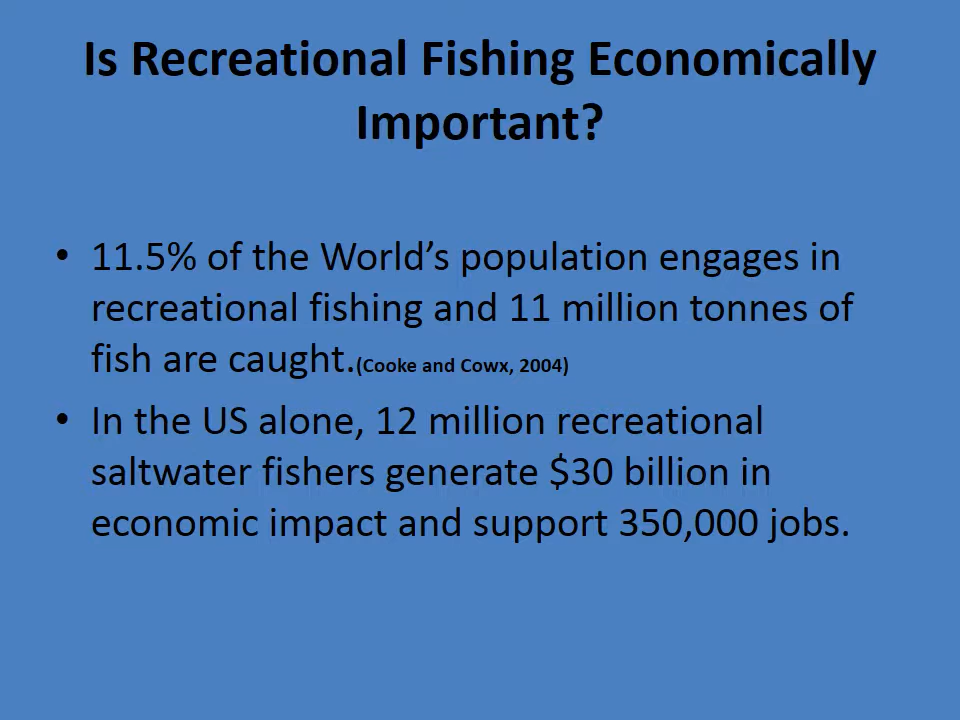 Is Recreational Fishing Economically
Important?
• 11.5% of the World’s population engages in
recreational fishing and 11 million tonnes of
fish are caught.(Cooke and Cowx, 2004)
• In the US alone, 12 million recreational
saltwater fishers generate $30 billion in
economic impact and support 350,000 jobs.